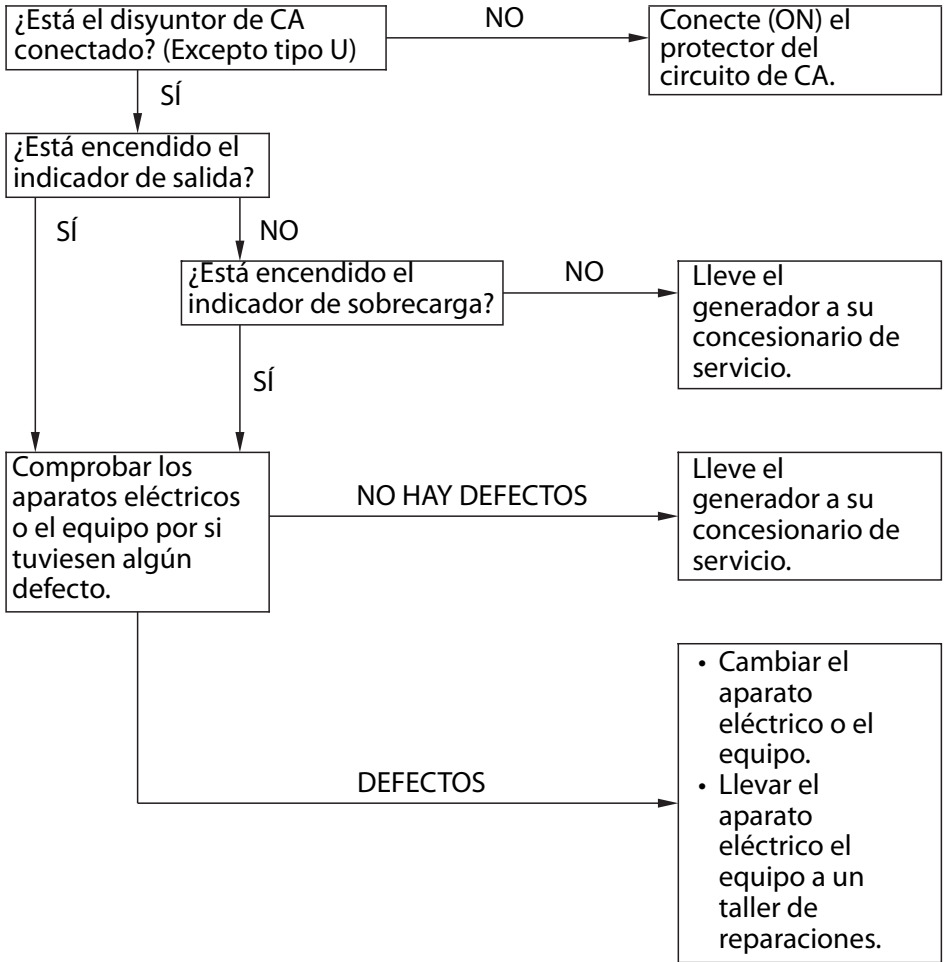 ¿Está el disyuntor de CA
conectado? (Excepto tipo U)
NO
Conecte (ON) el
protector del
circuito de CA.
SÍ
¿Está encendido el
indicador de salida?
SÍ
NO
¿Está encendido el
indicador de sobrecarga?
NO
Lleve el
generador a su
concesionario de
servicio.
SÍ
Comprobar los
aparatos eléctricos
o el equipo por si
tuviesen algún
defecto.
NO HAY DEFECTOS
Lleve el
generador a su
concesionario de
servicio.
DEFECTOS
• Cambiar el
aparato
eléctrico o el
equipo.
• Llevar el
aparato
eléctrico el
equipo a un
taller de
reparaciones.